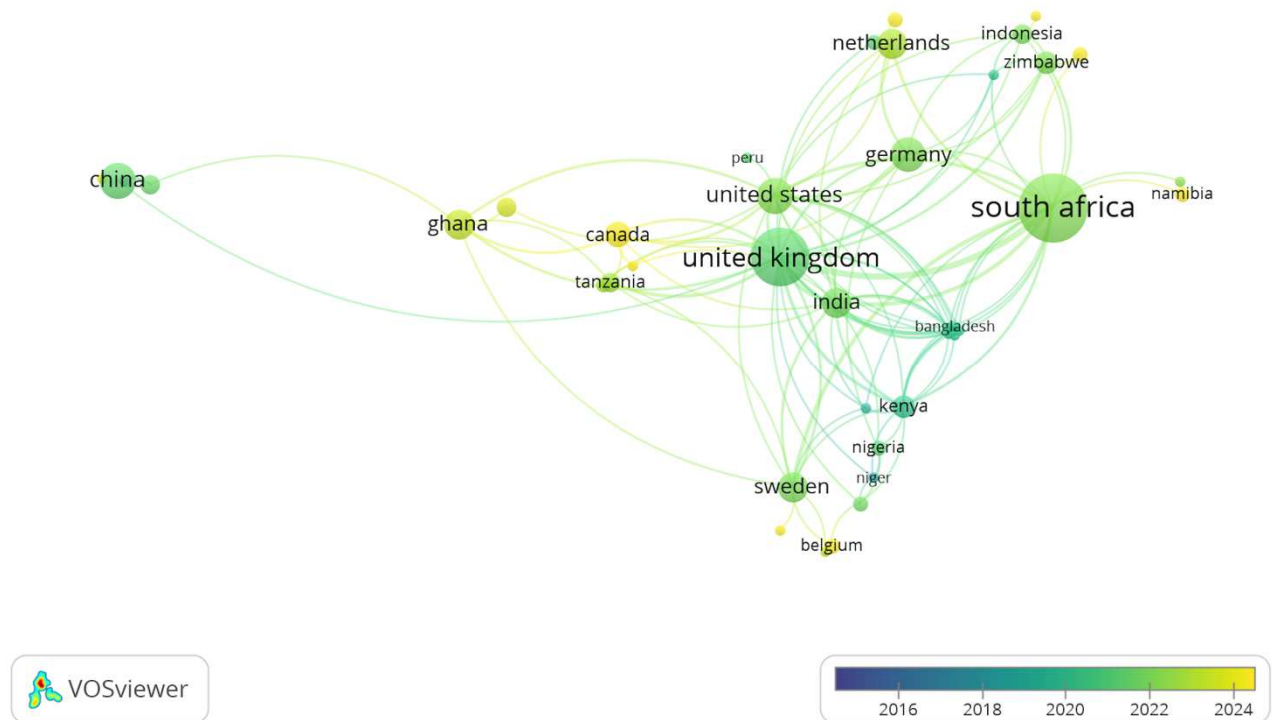 netherlands
indonesia
zimbabwe
peru
germany
china
united states
namibia
south africa
ghana
canada
united kingdom
tanzania
india
bangladesh
kenya
nigeria
niger
sweden
belgium
VOSviewer
2016 2018 2020 2022 2024